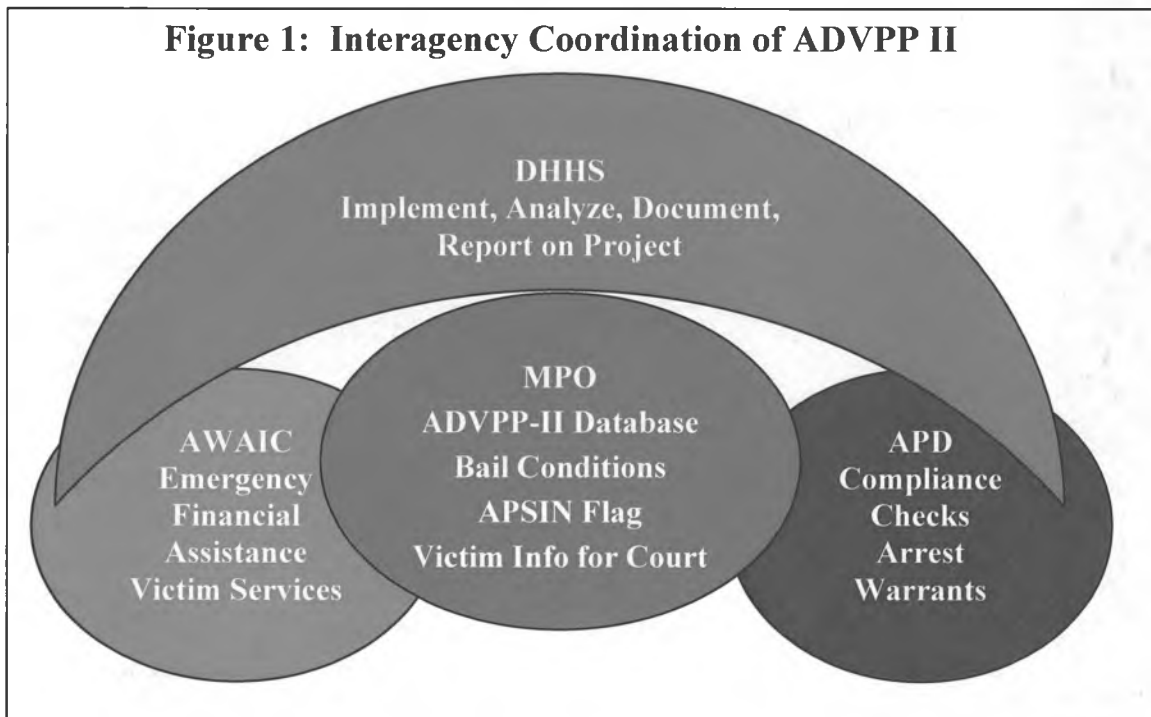 Figure 1: Interagency Coordination of ADVPP II
DHHS
Implement, Analyze, Document,
Report on Project
MPO
ADVPP-II Database
Bail Conditions
APSIN Flag
Victim Info for Court
AWAIC
Emergency
Financial
Assistance
Victim Services
APD
Compliance
Checks
Arrest
Warrants